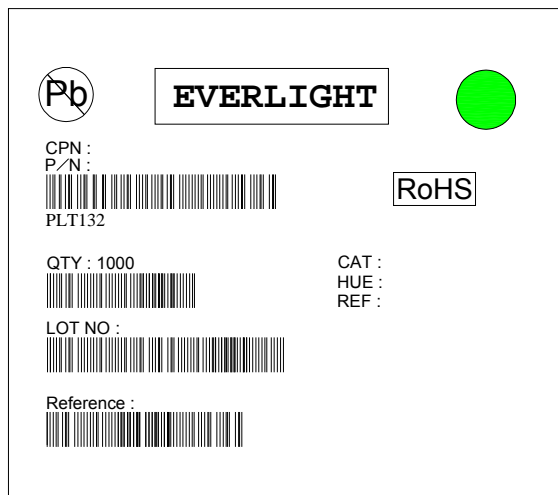 Pb
EVERLIGHT
CPN :
P/N :
PLT132
RoHS
QTY : 1000
CAT :
HUE :
REF :
LOT NO :
Reference :